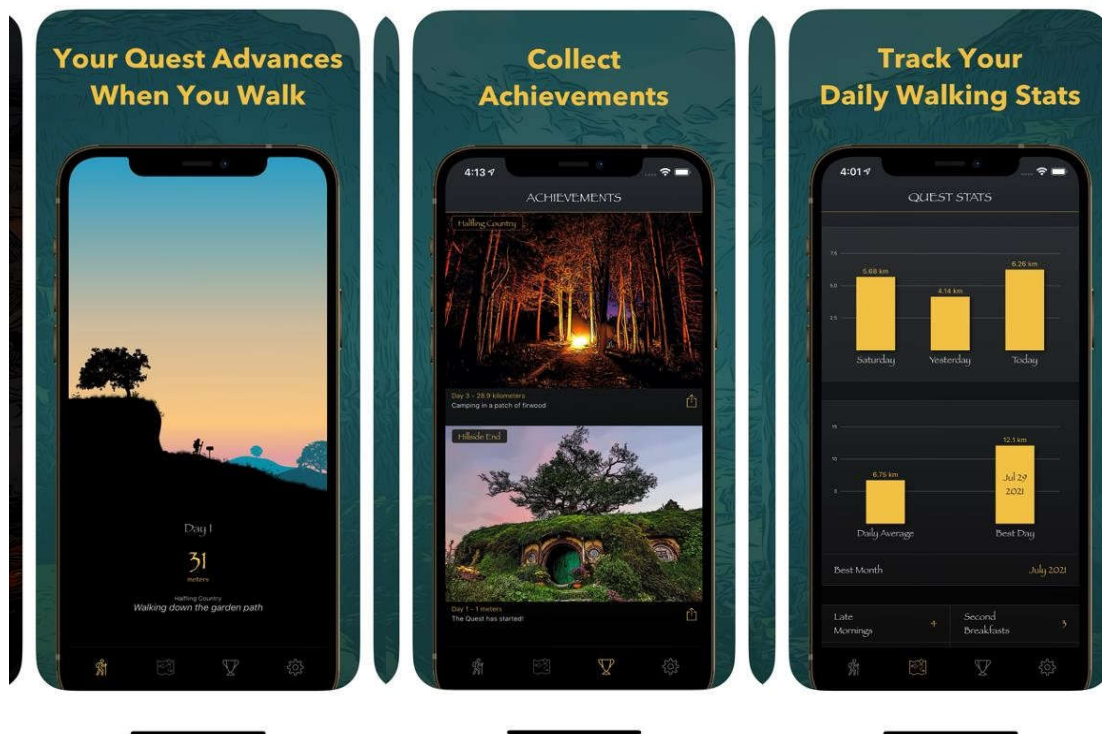 Your Quest Advances
When You Walk
Day 1
31
meters
Halfling Country
Walking down the garden path
Collect
Achievements
4:13
ACHIEVEMENTS
Halfling Country
Day 3 - 28.9 kilometers
Camping in a patch of firwood
Hillside End
Day 1 - 1 meters
The Quest has started!
Track Your
Daily Walking Stats
4:01
QUEST STATS
7.5
5.0
2.5
5.68 km
4.14 km
6.26 km
Saturday
Yesterday
Today
15
10
5
6.75 km
12.1 km
Jul 29
2021
Daily Average
Best Day
Best Month
July 2021
Late
Mornings
4
Second
Breakfasts
3